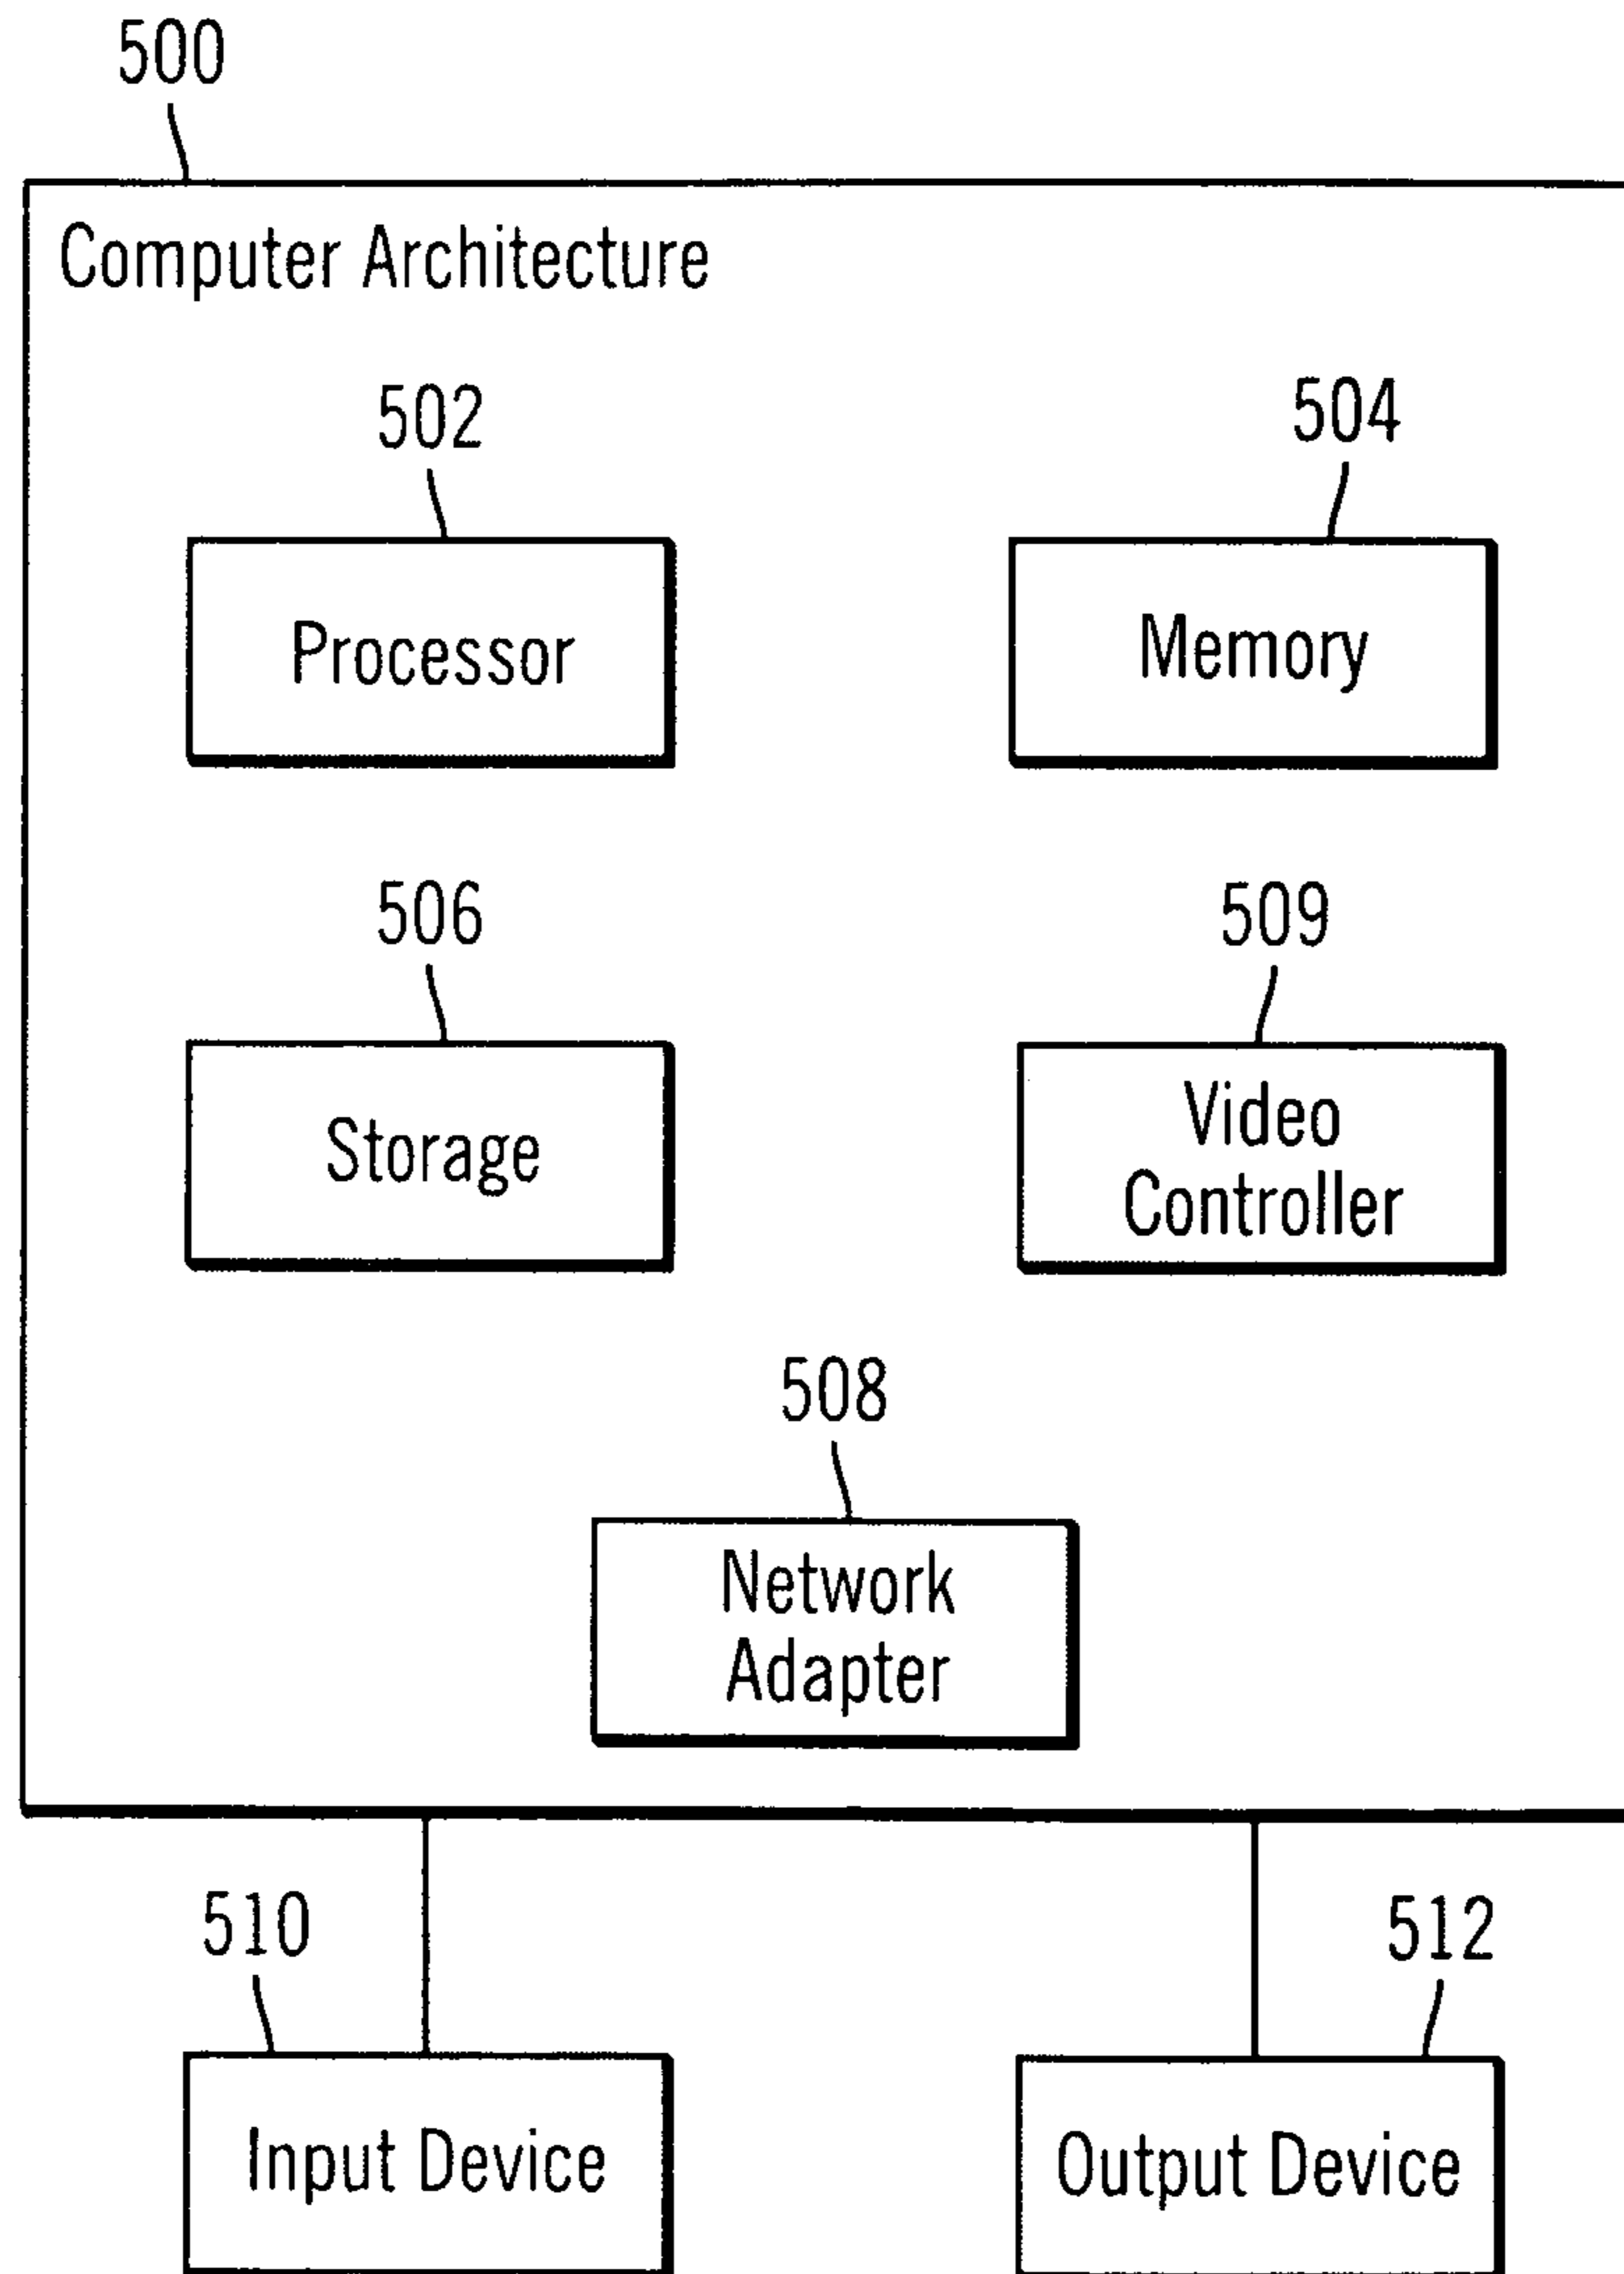 500
Computer Architecture
502
504
Processor
Memory
506
509
Storage
Video
Controller
508
Network
Adapter
510
512
Input Device
Output Device